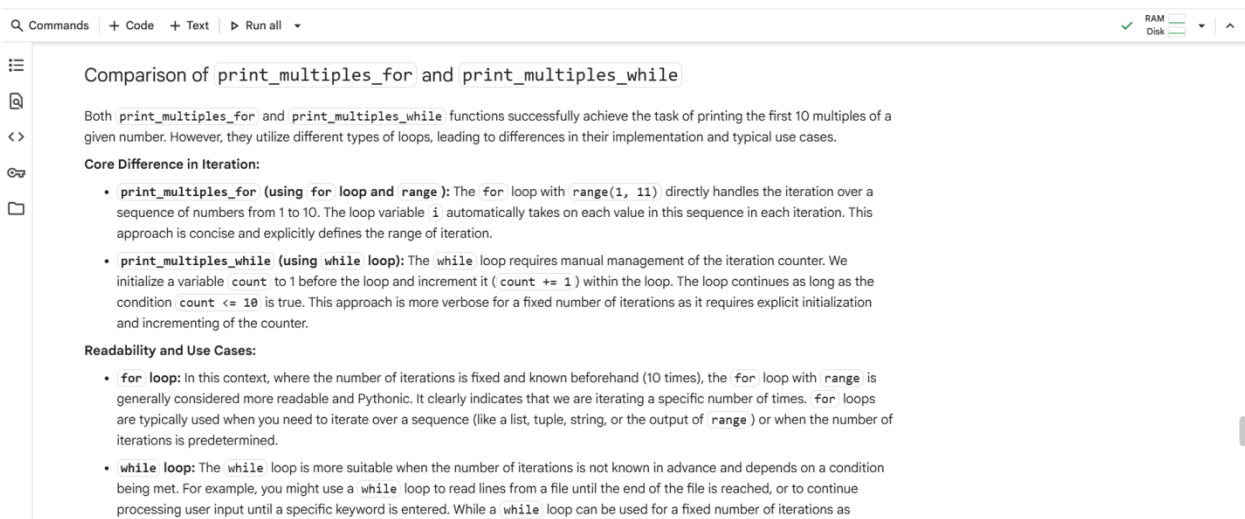 Commands + Code + Text Run all
RAM
Disk
Comparison of print_multiples_for and print_multiples_while
Both print_multiples_for and print_multiples_while functions successfully achieve the task of printing the first 10 multiples of a
given number. However, they utilize different types of loops, leading to differences in their implementation and typical use cases.
Core Difference in Iteration:
• print_multiples_for (using for loop and range ): The for loop with range(1, 11) directly handles the iteration over a
sequence of numbers from 1 to 10. The loop variable i automatically takes on each value in this sequence in each iteration. This
approach is concise and explicitly defines the range of iteration.
• print_multiples_while (using while loop): The while loop requires manual management of the iteration counter. We
initialize a variable count to 1 before the loop and increment it ( count += 1 ) within the loop. The loop continues as long as the
condition count <= 10 is true. This approach is more verbose for a fixed number of iterations as it requires explicit initialization
and incrementing of the counter.
Readability and Use Cases:
• for loop: In this context, where the number of iterations is fixed and known beforehand (10 times), the for loop with range is
generally considered more readable and Pythonic. It clearly indicates that we are iterating a specific number of times. for loops
are typically used when you need to iterate over a sequence (like a list, tuple, string, or the output of range ) or when the number of
iterations is predetermined.
• while loop: The while loop is more suitable when the number of iterations is not known in advance and depends on a condition
being met. For example, you might use a while loop to read lines from a file until the end of the file is reached, or to continue
processing user input until a specific keyword is entered. While a while loop can be used for a fixed number of iterations as